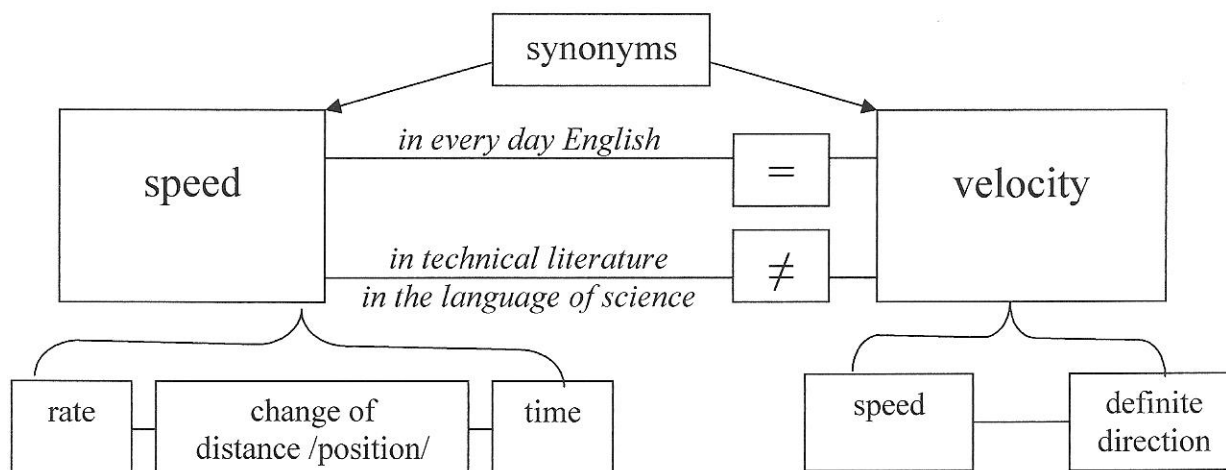 synonyms
in every day English
speed
=
velocity
in technical literature
≠
in the language of science
rate
change of
distance /position/
time
speed
definite
direction